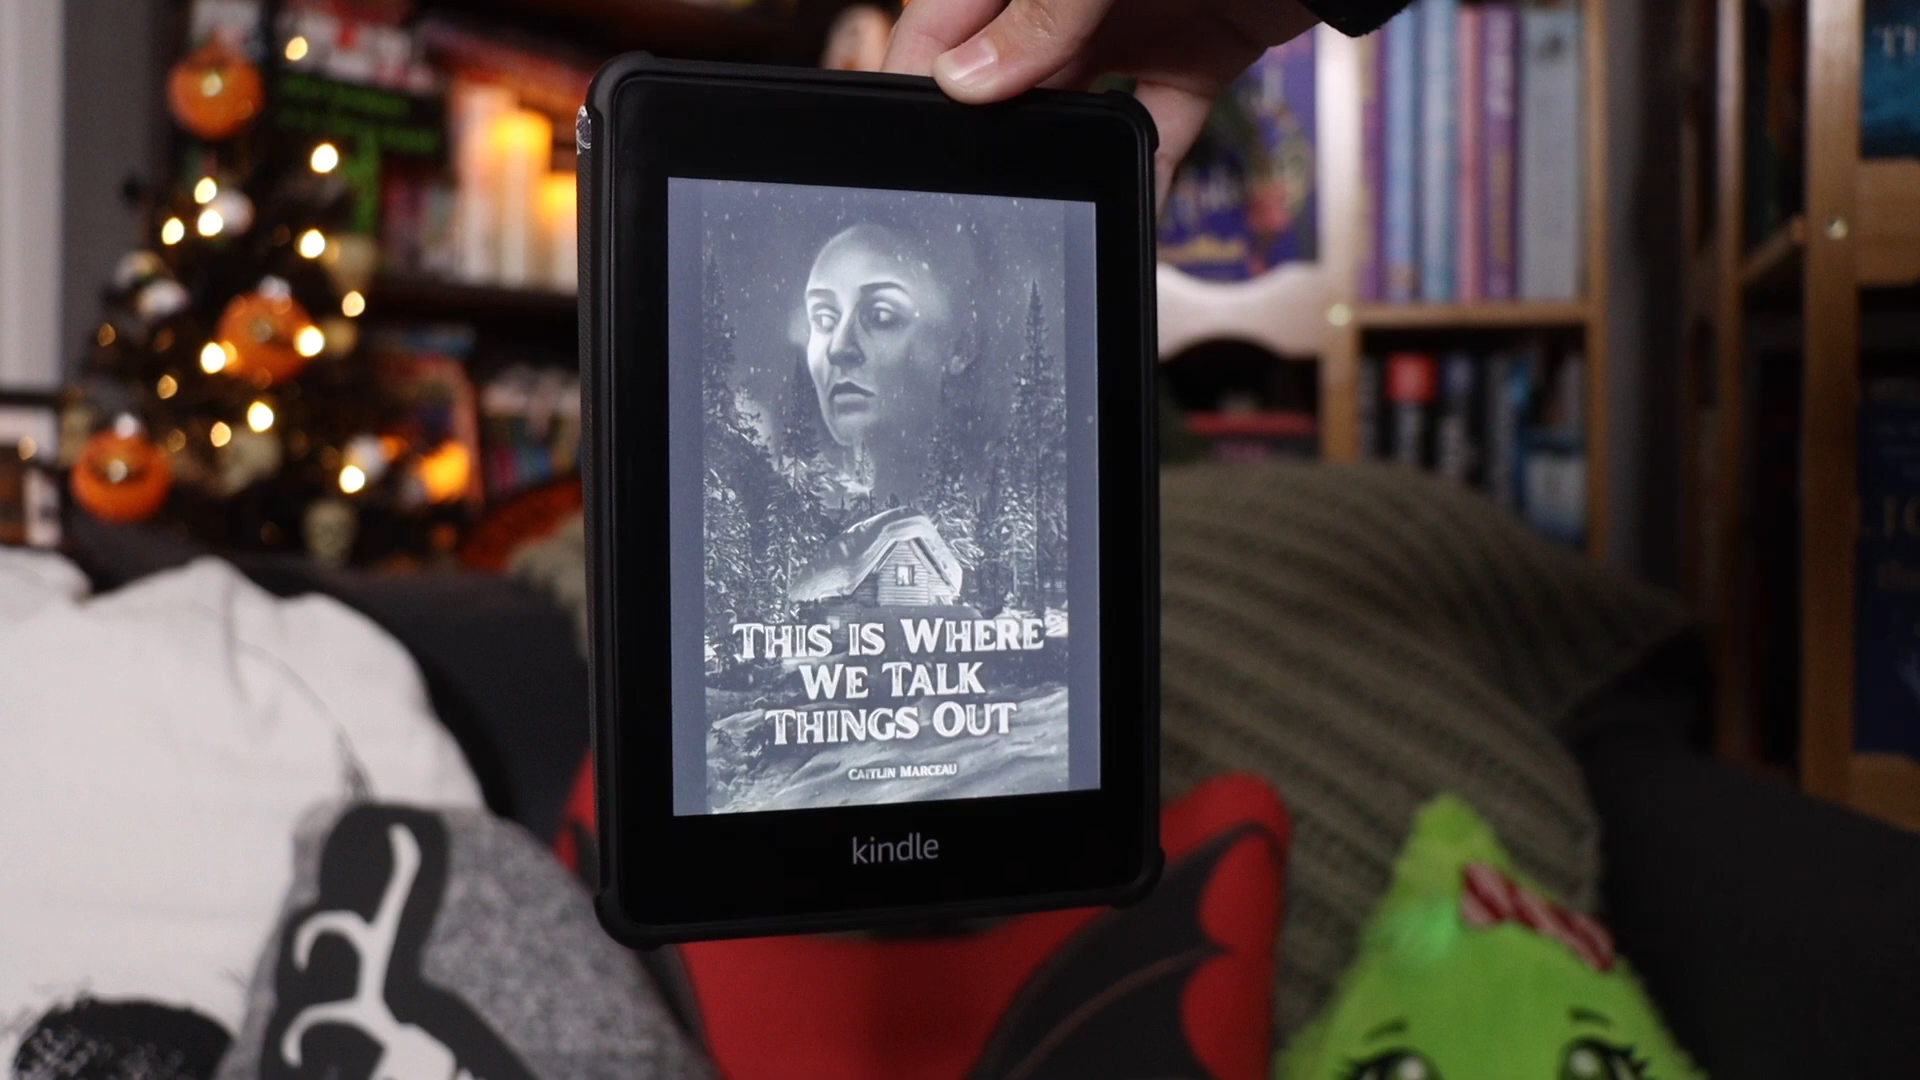 THIS IS WHERE
WE TALK
THINGS OUT
CAITLIN MARCEAU
kindle